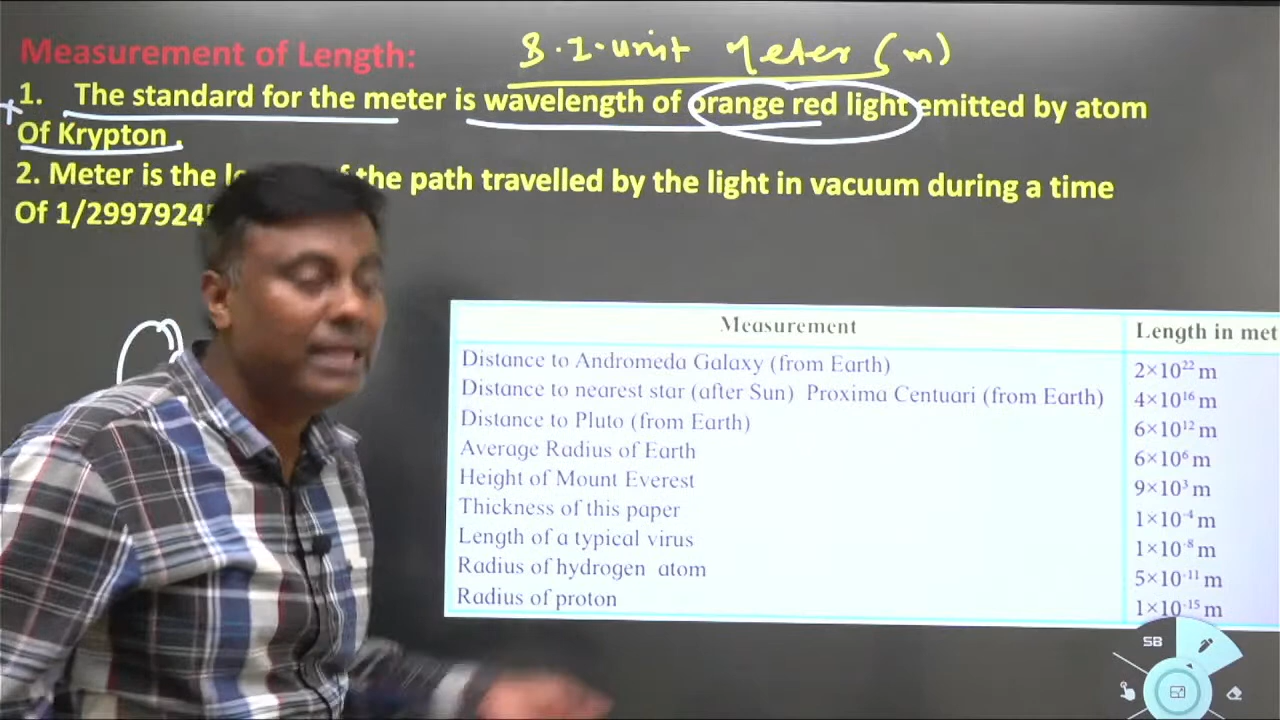 Measurement of Length:
S.I. unit Meter (m)
1. The standard for the meter is wavelength of orange red light emitted by atom
Of Krypton .
2. Meter is the of the path travelled by the light in vacuum during a time
Of 1/2997924
Measurement Length in met
Distance to Andromeda Galaxy (from Earth) 2×10²² m
Distance to nearest star (after Sun) Proxima Centuari (from Earth) 4×10¹⁶ m
Distance to Pluto (from Earth) 6×10¹² m
Average Radius of Earth 6×10⁶ m
Height of Mount Everest 9×10³ m
Thickness of this paper 1×10⁻⁴ m
Length of a typical virus 1×10⁻⁸ m
Radius of hydrogen atom 5×10⁻¹¹ m
Radius of proton 1×10⁻¹⁵ m
SB